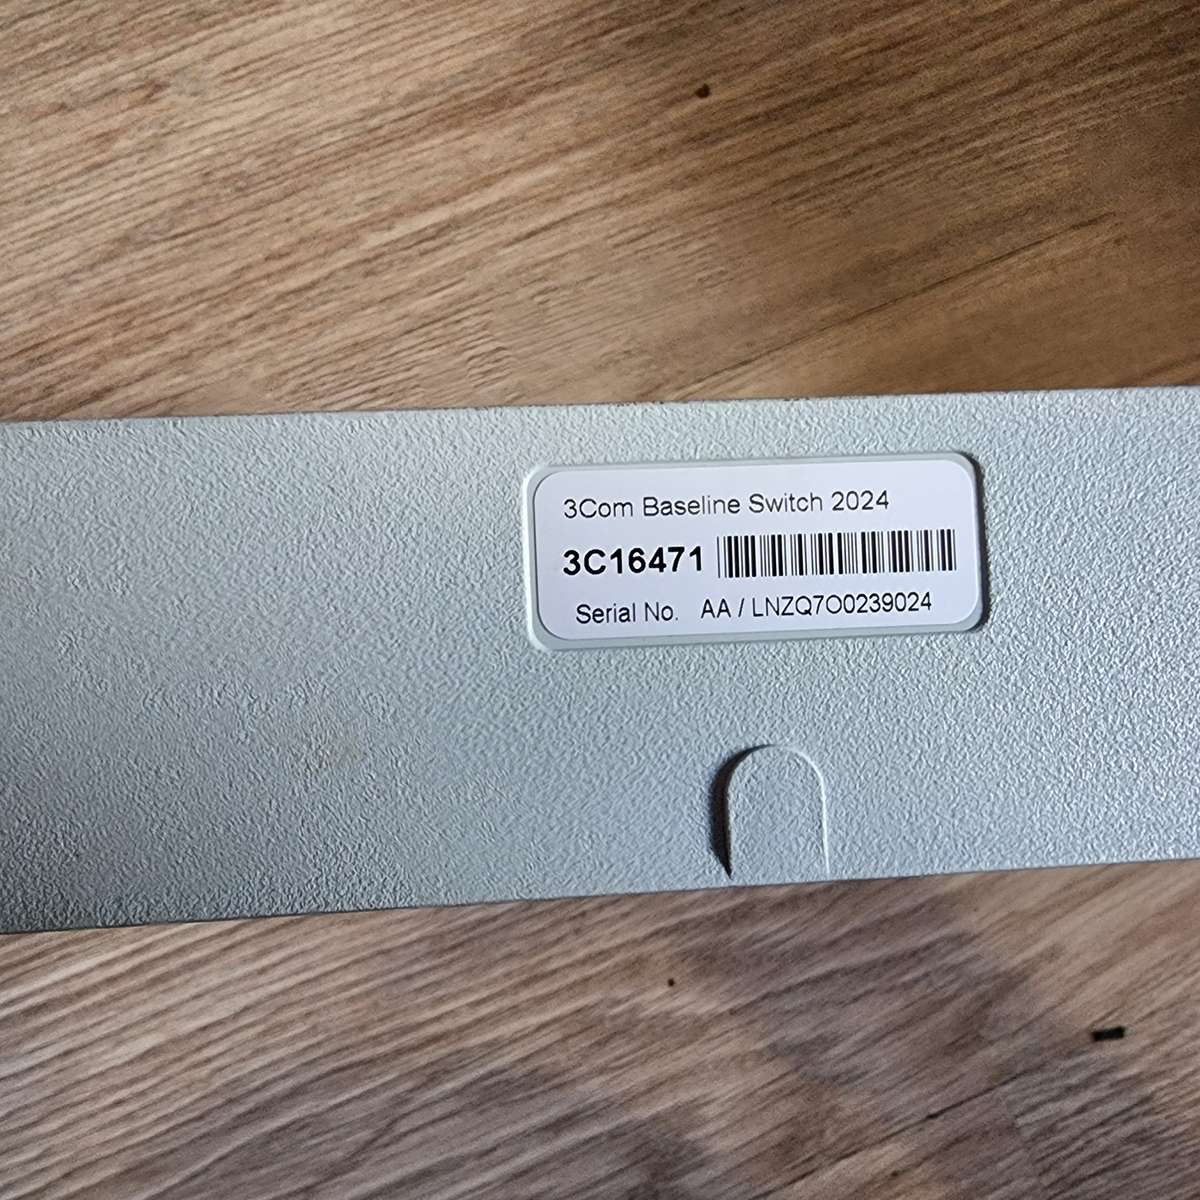 3Com Baseline Switch 2024
3C16471
Serial No. AA / LNZQ7O0239024